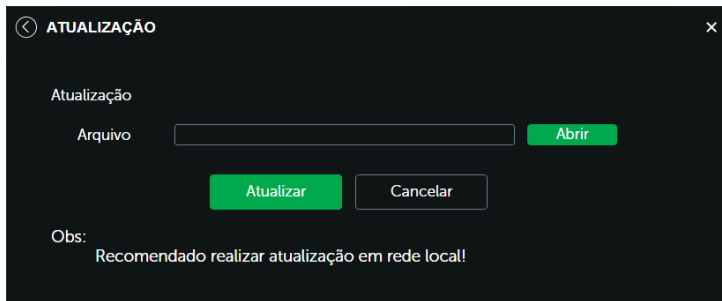 ATUALIZAÇÃO
Atualização
Arquivo Abrir
Atualizar Cancelar
Obs:
Recomendado realizar atualização em rede local!